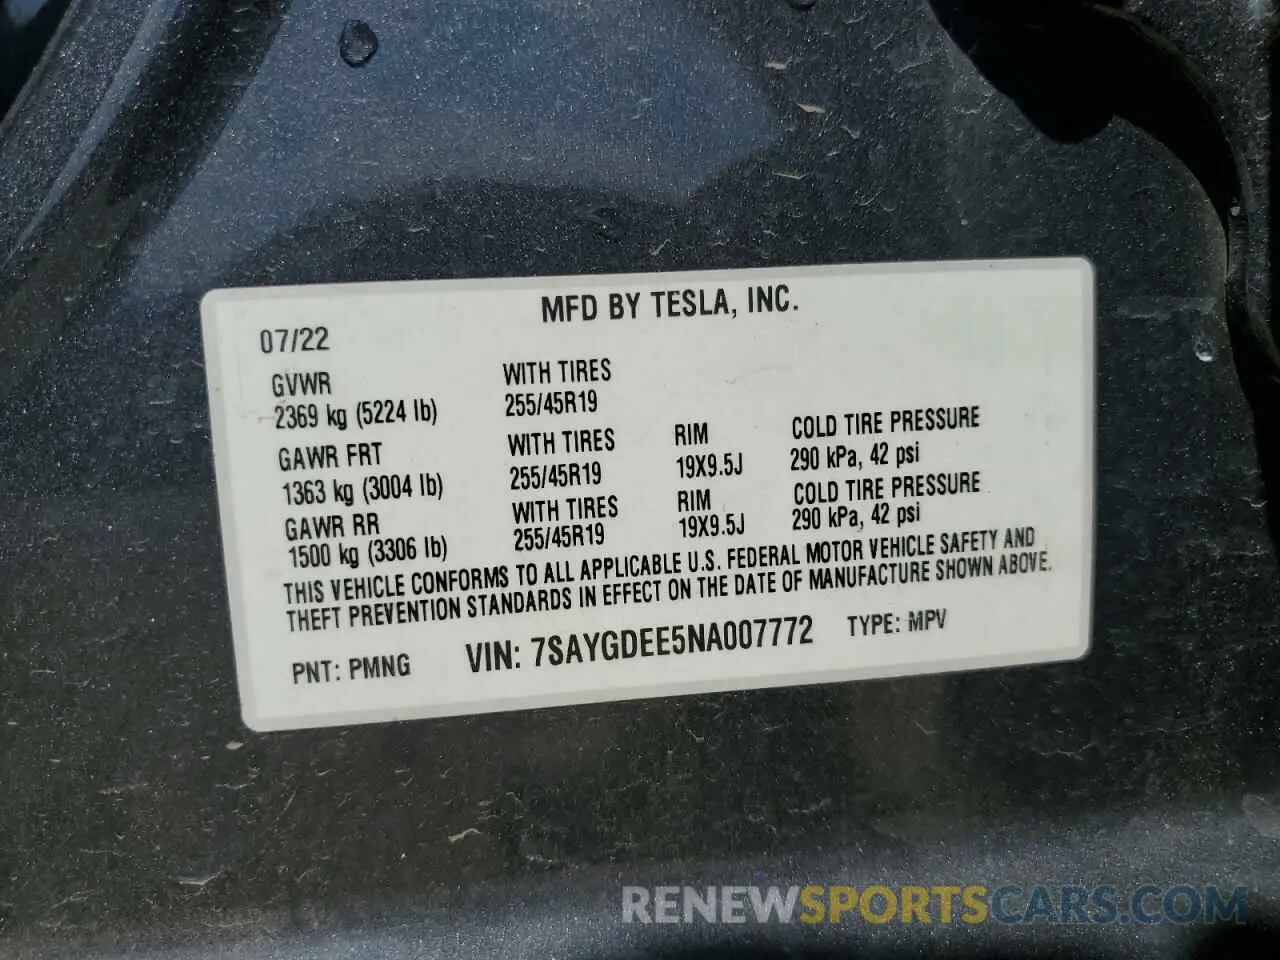 MFD BY TESLA, INC.
07/22
GVWR WITH TIRES
2369 kg (5224 lb) 255/45R19
GAWR FRT WITH TIRES RIM COLD TIRE PRESSURE
1363 kg (3004 lb) 255/45R19 19X9.5J 290 kPa, 42 psi
GAWR RR WITH TIRES RIM COLD TIRE PRESSURE
1500 kg (3306 lb) 255/45R19 19X9.5J 290 kPa, 42 psi
THIS VEHICLE CONFORMS TO ALL APPLICABLE U.S. FEDERAL MOTOR VEHICLE SAFETY AND
THEFT PREVENTION STANDARDS IN EFFECT ON THE DATE OF MANUFACTURE SHOWN ABOVE.
PNT: PMNG VIN: 7SAYGDEE5NA007772 TYPE: MPV
RENEWSPORTSCARS.COM